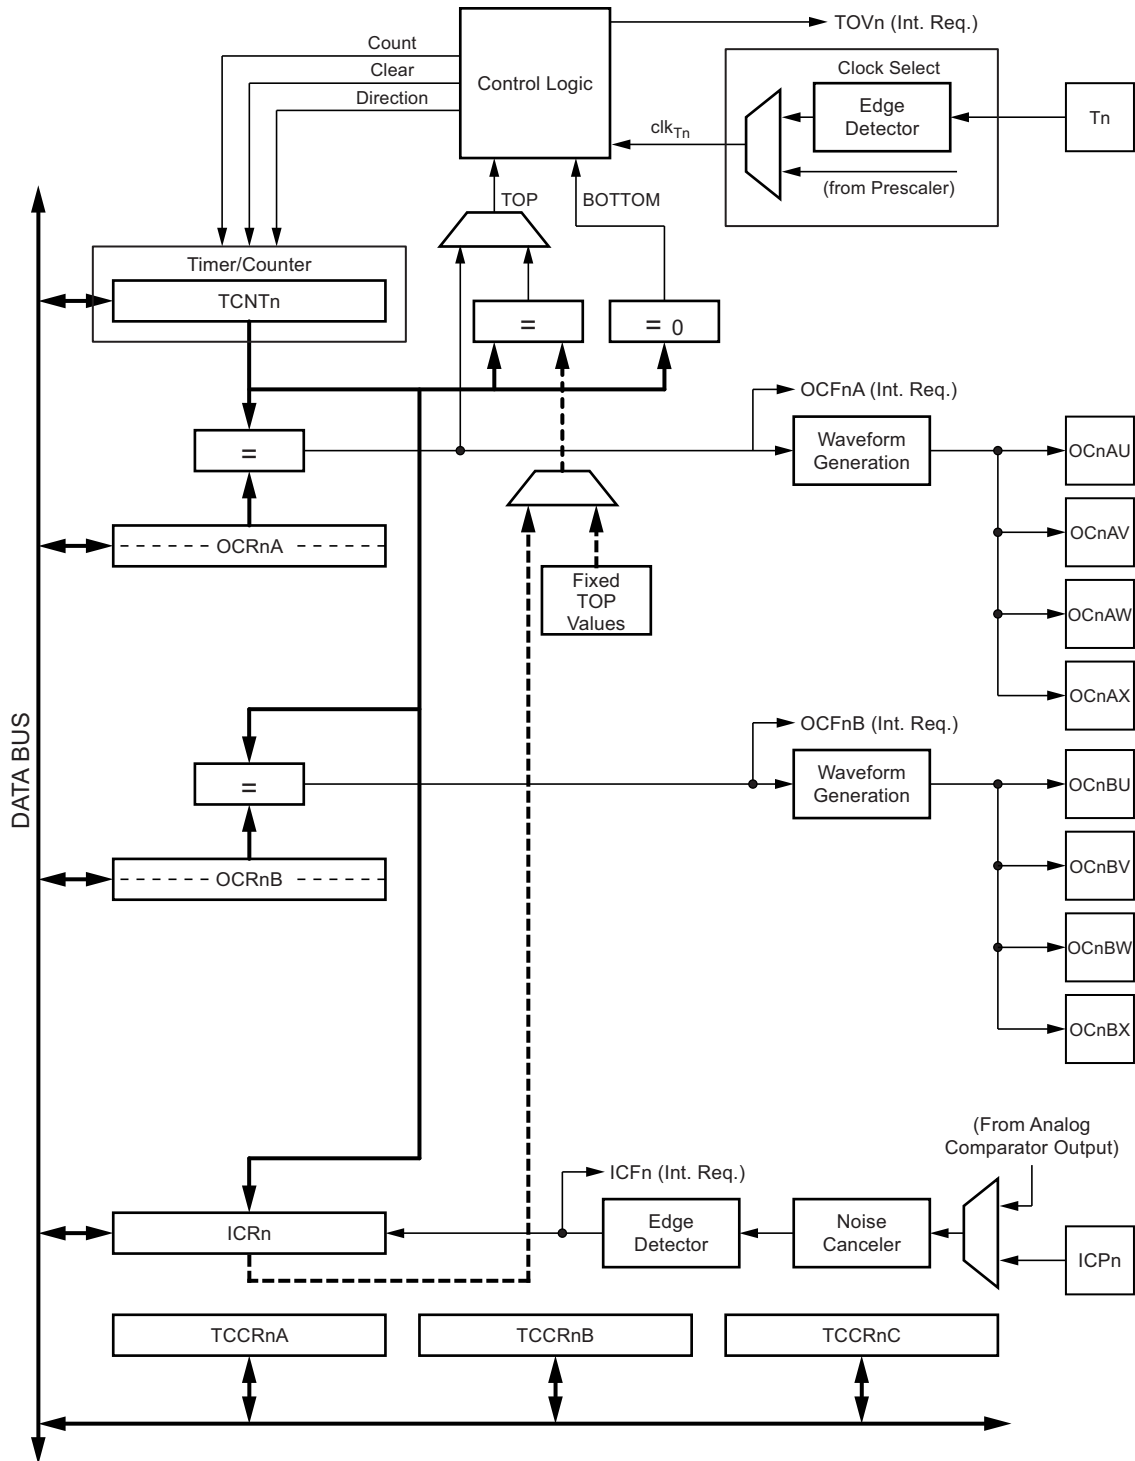 TOVn (Int. Req.)
Count
Clear
Direction
Control Logic
Clock Select
Edge
Detector
Tn
clkTn
(from Prescaler)
TOP
BOTTOM
Timer/Counter
TCNTn
=
= 0
OCFnA (Int. Req.)
=
Waveform
Generation
OCnAU
OCnAV
OCRnA
Fixed
TOP
Values
OCnAW
OCnAX
DATA BUS
OCFnB (Int. Req.)
=
Waveform
Generation
OCnBU
OCnBV
OCRnB
OCnBW
OCnBX
(From Analog
Comparator Output)
ICFn (Int. Req.)
ICRn
Edge
Detector
Noise
Canceler
ICPn
TCCRnA
TCCRnB
TCCRnC